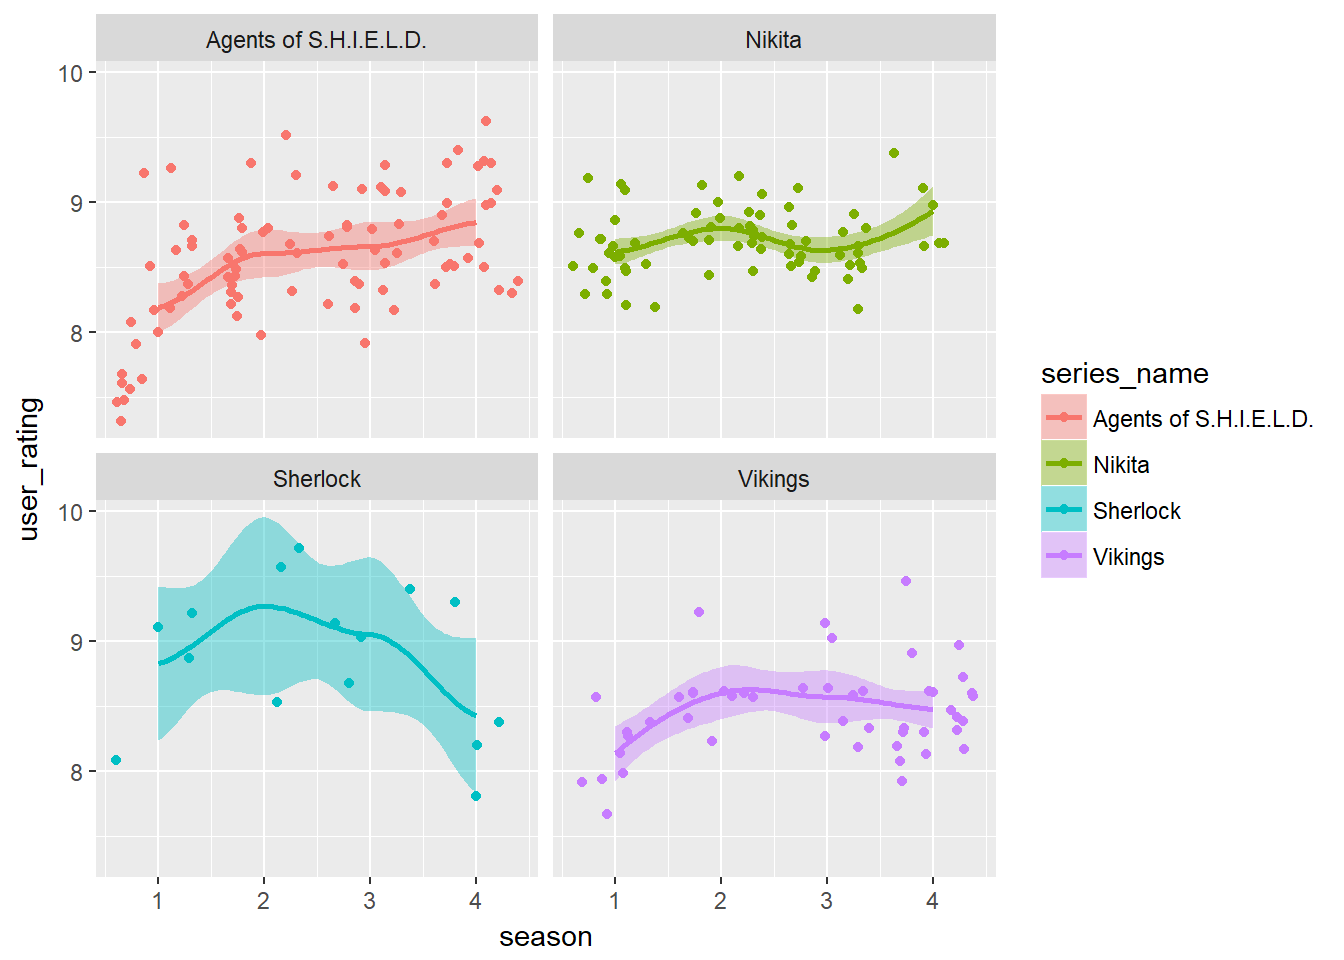 Agents of S.H.I.E.L.D.
Nikita
10
9
8
user_rating
Sherlock
Vikings
10
9
8
1
2
3
4
1
2
3
4
season
series_name
Agents of S.H.I.E.L.D.
Nikita
Sherlock
Vikings